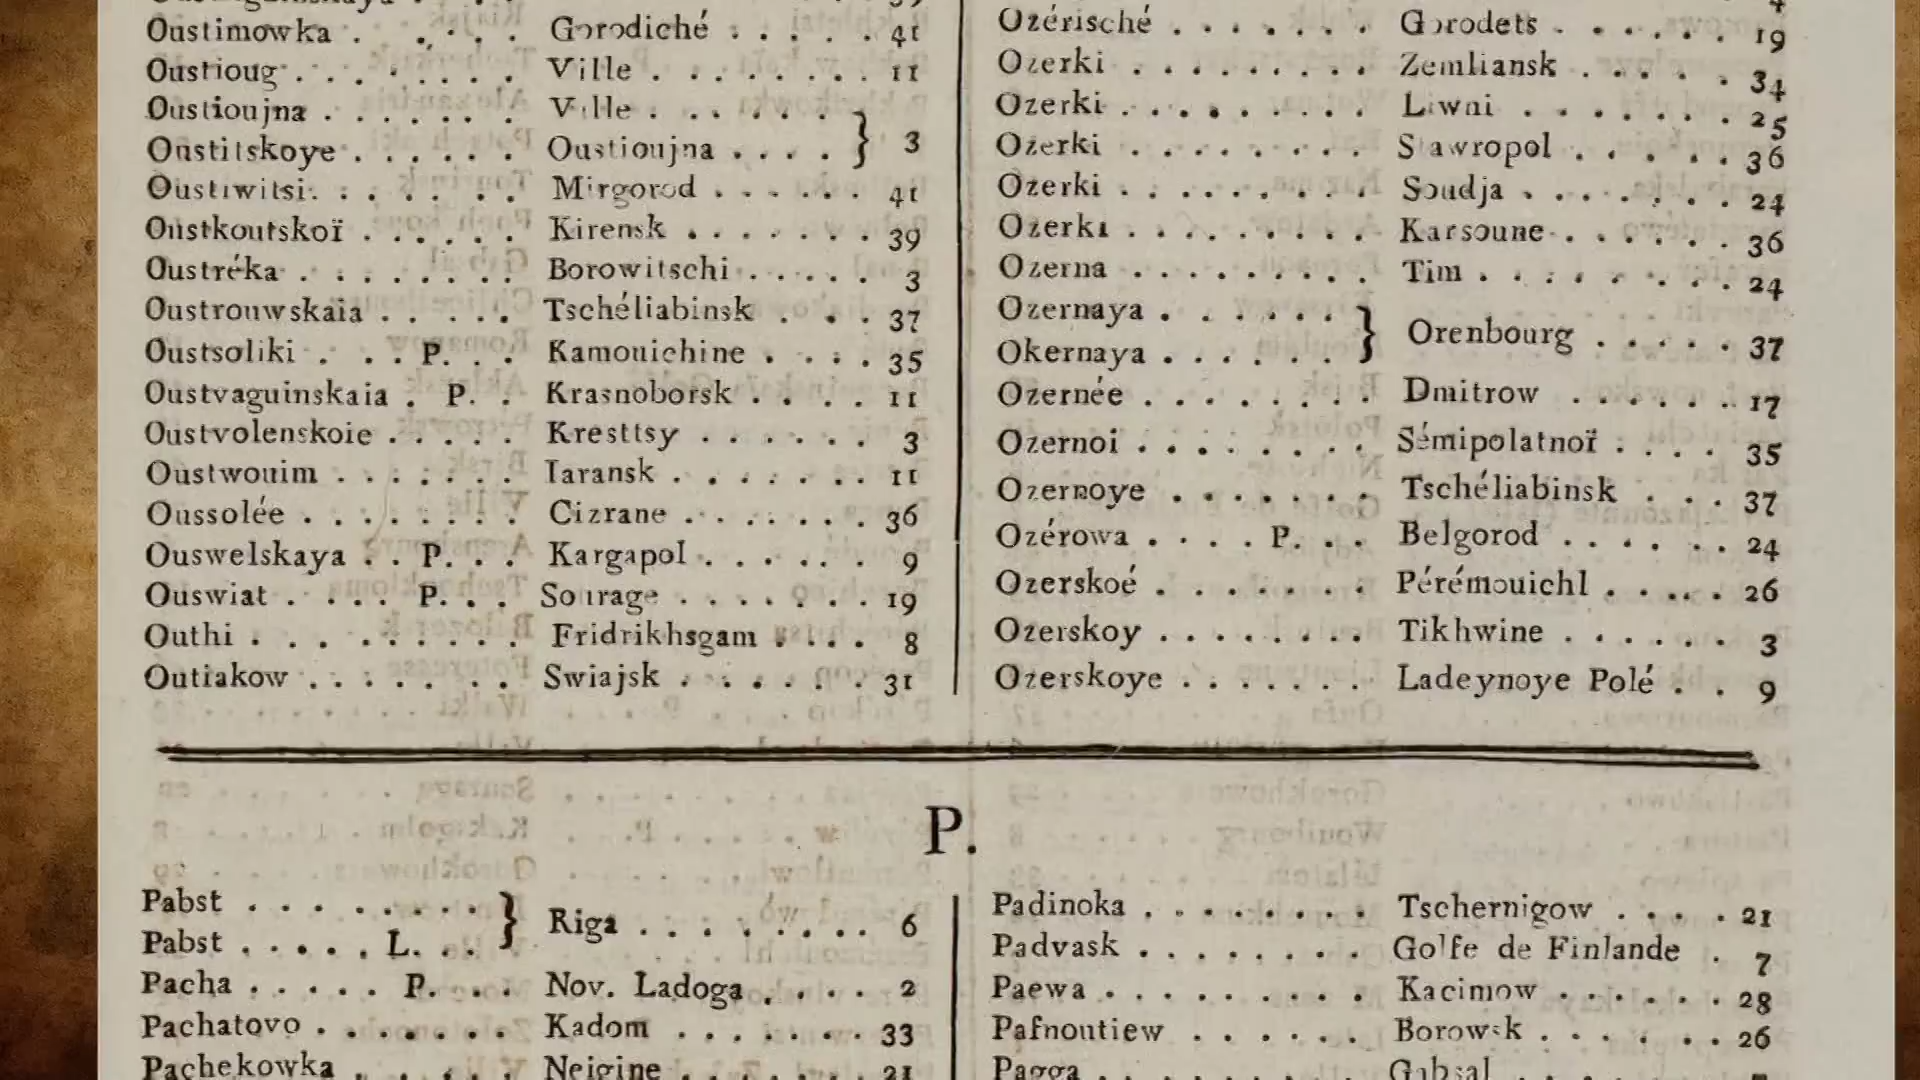 Oustimowka . . . . . Gorodiché . . . . . 41
Oustioug . . . . . . Ville . . . . . . . . 11
Oustioujna . . . . . . Ville . . . . . . }
Oustitskoye . . . . . . Oustioujna . . . . } 3
Oustiwitsi . . . . . Mirgorod . . . . . . 41
Oustkoutskoï . . . . . Kirensk . . . . . . . 39
Oustréka . . . . . . . Borowitschi . . . . . 3
Oustrouwskaia . . . . . Tschéliabinsk . . . 37
Oustsoliki . . . P. . . Kamouichine . . . . 35
Oustvaguinskaia . P. . Krasnoborsk . . . . 11
Oustvolenskoie . . . . . Kresttsy . . . . . . 3
Oustwouim . . . . . . Iaransk . . . . . . . 11
Oussolée . . . . . . . Cizrane . . . . . . . 36
Ouswelskaya . . P. . . Kargapol . . . . . . 9
Ouswiat . . . . P. . . Sourage . . . . . . . 19
Outhi . . . . . . . . Fridrikhsgam . . . . 8
Outiakow . . . . . . . Swiajsk . . . . . . 31
Ozérisché . . . . . . . Gorodets . . . . . . 19
Ozerki . . . . . . . . . Zemliansk . . . . . 34
Ozerki . . . . . . . . . Liwni . . . . . . . 25
Ozerki . . . . . . . . Stawropol . . . . . 36
Ozerki . . . . . . . . Soudja . . . . . . 24
Ozerki . . . . . . . . . Karsoune . . . . . . 36
Ozerna . . . . . . . . . Tim . . . . . . . 24
Ozernaya . . . . . . }
Okernaya . . . . . . } Orenbourg . . . . . 37
Ozernée . . . . . . . . Dmitrow . . . . . . . 17
Ozernoi . . . . . . . . Sémipolatnoï . . . . 35
Ozernoye . . . . . . . Tschéliabinsk . . . 37
Ozérowa . . . . P. . . Belgorod . . . . . . 24
Ozerskoé . . . . . . . Pérémouichl . . . . . 26
Ozerskoy . . . . . . . . Tikhwine . . . . . 3
Ozerskoye . . . . . . . Ladeynoye Polé . . 9
P.
Pabst . . . . . . . . }
Pabst . . . . . L. . . } Riga . . . . . . . . 6
Pacha . . . . . P. . . Nov. Ladoga . . . . 2
Pachatovo . . . . . . . Kadom . . . . . . . 33
Pachekowka . . . . . Neigine . . . . . . . 21
Padinoka . . . . . . . Tschernigow . . . . 21
Padvask . . . . . . . . Golfe de Finlande . 7
Paewa . . . . . . . . . Kacimow . . . . . . 28
Pafnoutiew . . . . . . Borowsk . . . . . . 26
Pagga . . . . . . . . Gabsal